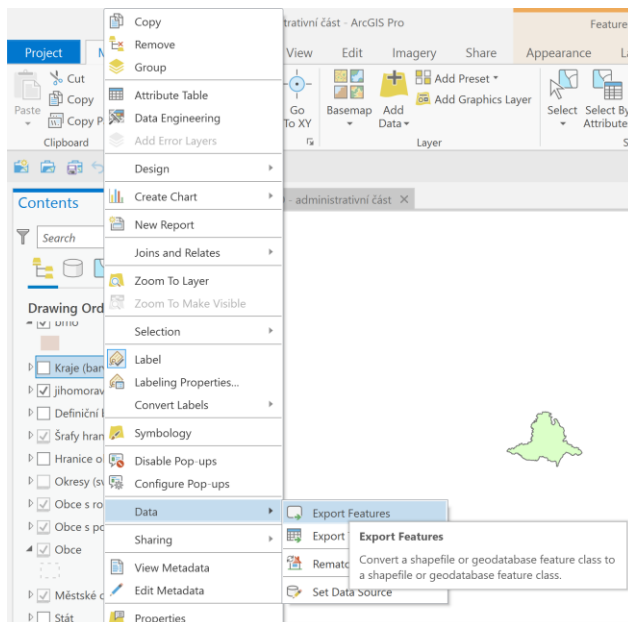 trativní část - ArcGIS Pro
Feature
Project
View
Edit
Imagery
Share
Appearance
Cut
Copy
Paste
Clipboard
Go
To XY
Basemap
Add
Data
Add Preset
Add Graphics Layer
Layer
Select
Select By
Attribute
- administrativní část
Contents
Search
Drawing Ord
brno
Kraje (bar
jihomorav
Definiční
Šrafy hran
Hranice o
Okresy (sv
Obce s ro
Obce s po
Obce
Městské
Stát
Copy
Remove
Group
Attribute Table
Data Engineering
Add Error Layers
Design
Create Chart
New Report
Joins and Relates
Zoom To Layer
Zoom To Make Visible
Selection
Label
Labeling Properties...
Convert Labels
Symbology
Disable Pop-ups
Configure Pop-ups
Data
Sharing
View Metadata
Edit Metadata
Properties
Export Features
Export
Remato
Set Data Source
Export Features
Convert a shapefile or geodatabase feature class to
a shapefile or geodatabase feature class.